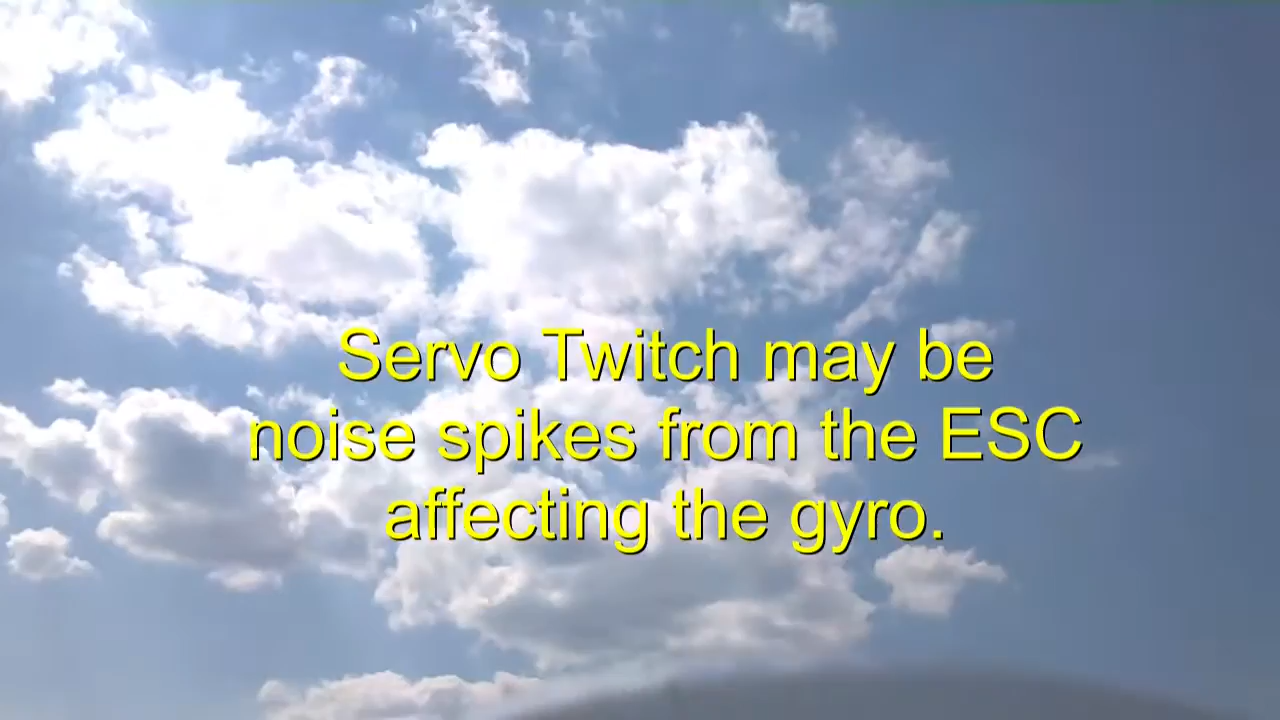 Servo Twitch may be
noise spikes from the ESC
affecting the gyro.